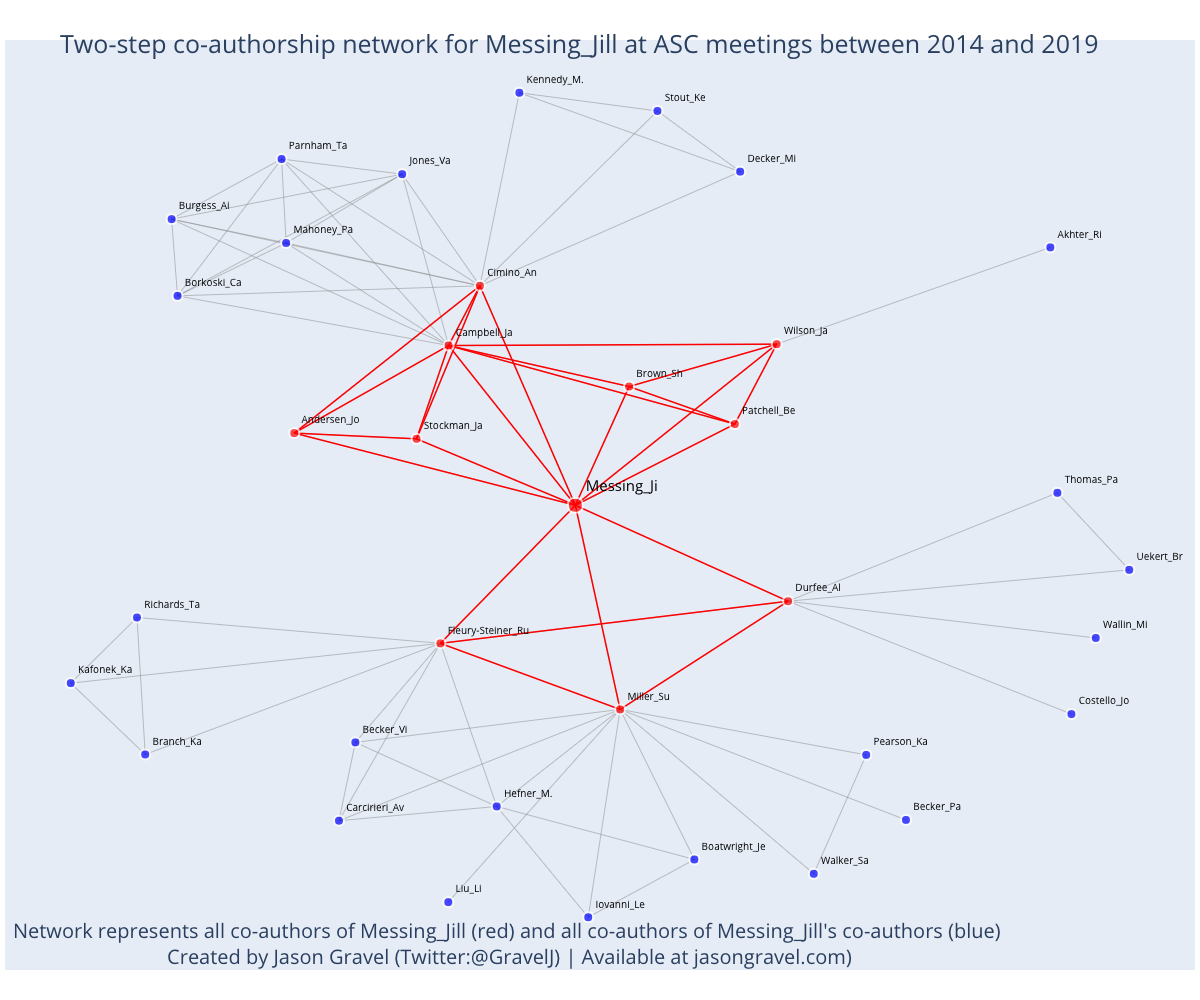 Two-step co-authorship network for Messing_Jill at ASC meetings between 2014 and 2019
Kennedy_M.
Stout_Ke
Parnham_Ta
Jones_Va
Decker_Mi
Burgess_Al
Mahoney_Pa
Akhter_Ri
Cimino_An
Borkoski_Ca
Campbell_Ja
Wilson_Ja
Brown_Sh
Patchell_Be
Andersen_Jo
Stockman_Ja
Messing_Ji
Thomas_Pa
Uekert_Br
Durfee_Al
Richards_Ta
Wallin_Mi
Fleury-Steiner_Ru
Kafonek_Ka
Miller_Su
Costello_Jo
Becker_Vi
Branch_Ka
Pearson_Ka
Hefner_M.
Carcirieri_Av
Becker_Pa
Boatwright_Je
Walker_Sa
Liu_Li
Iovanni_Le
Network represents all co-authors of Messing_Jill (red) and all co-authors of Messing_Jill's co-authors (blue)
Created by Jason Gravel (Twitter:@GravelJ) | Available at jasongravel.com)